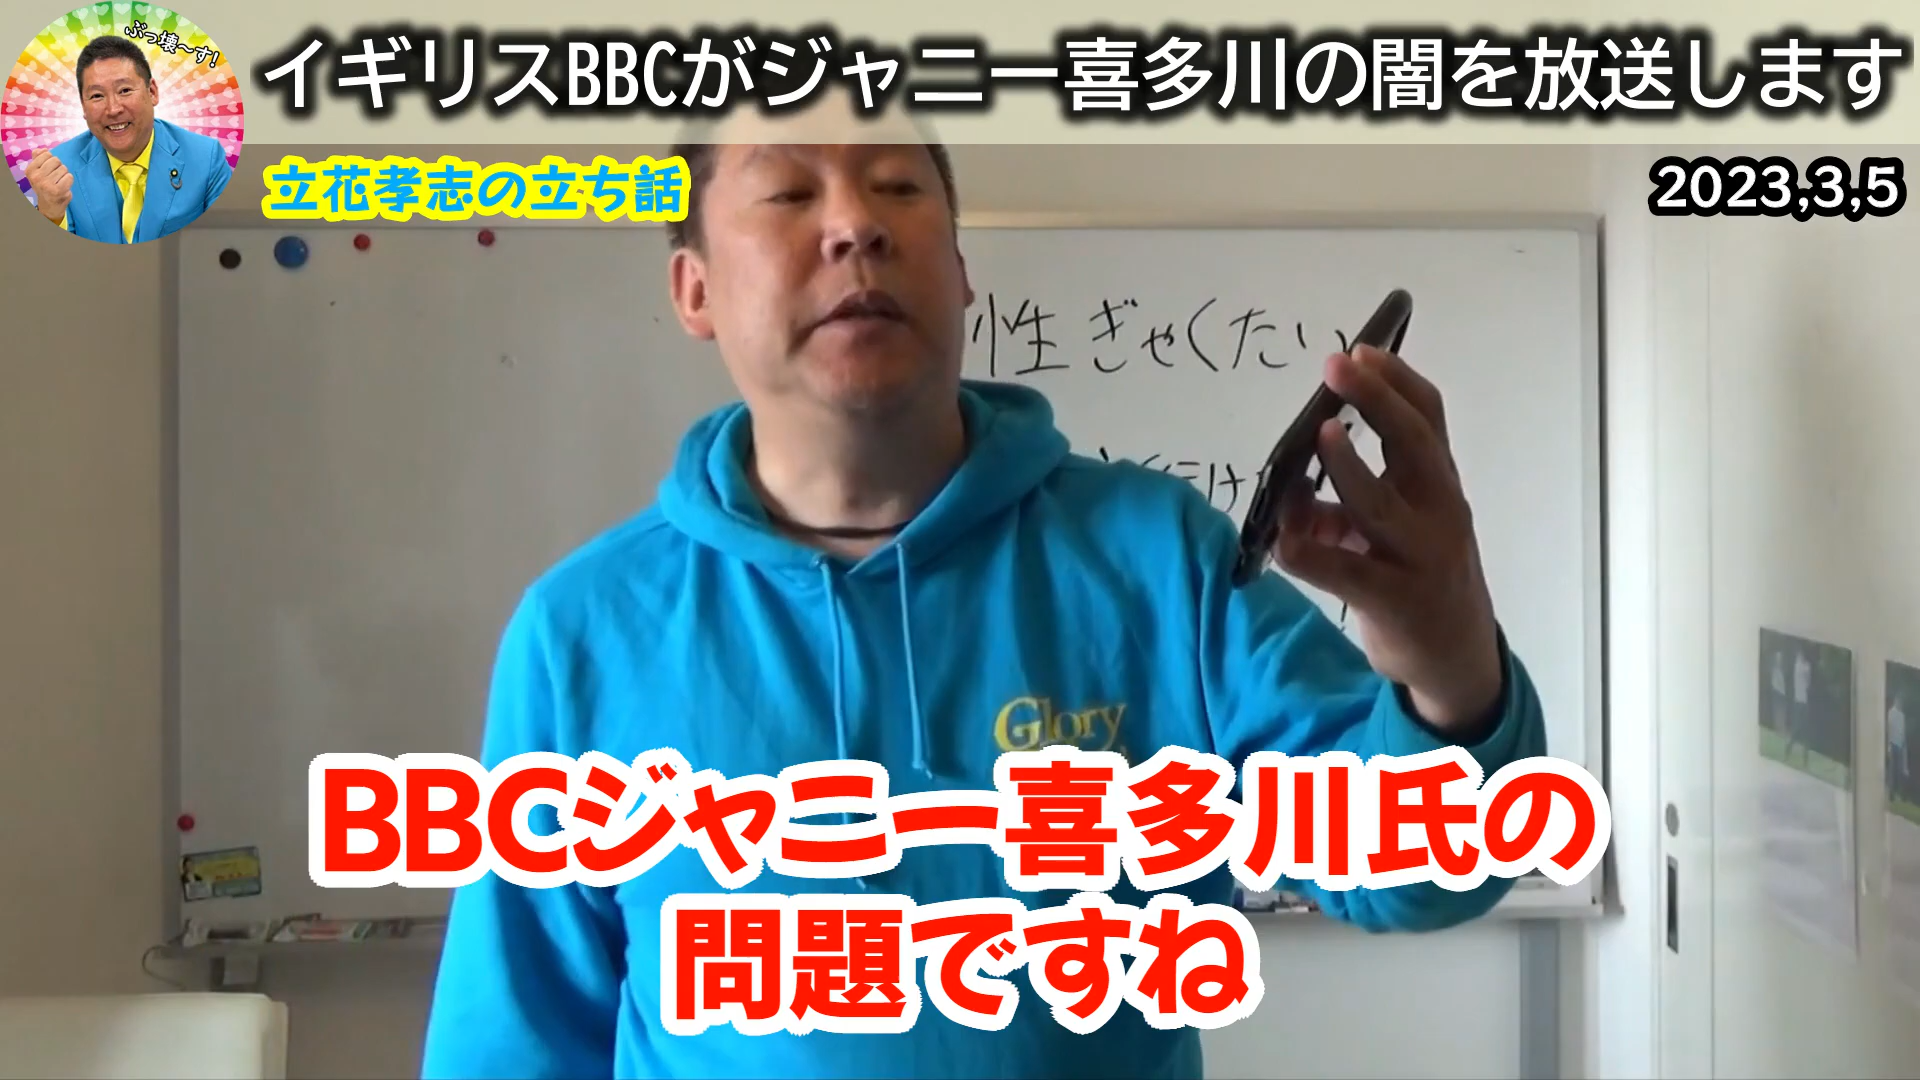 ぶっ壊〜す!
イギリスBBCがジャニー喜多川の闇を放送します
立花孝志の立ち話
2023,3,5
性ぎゃくたい
Glory
BBCジャニー喜多川氏の
問題ですね